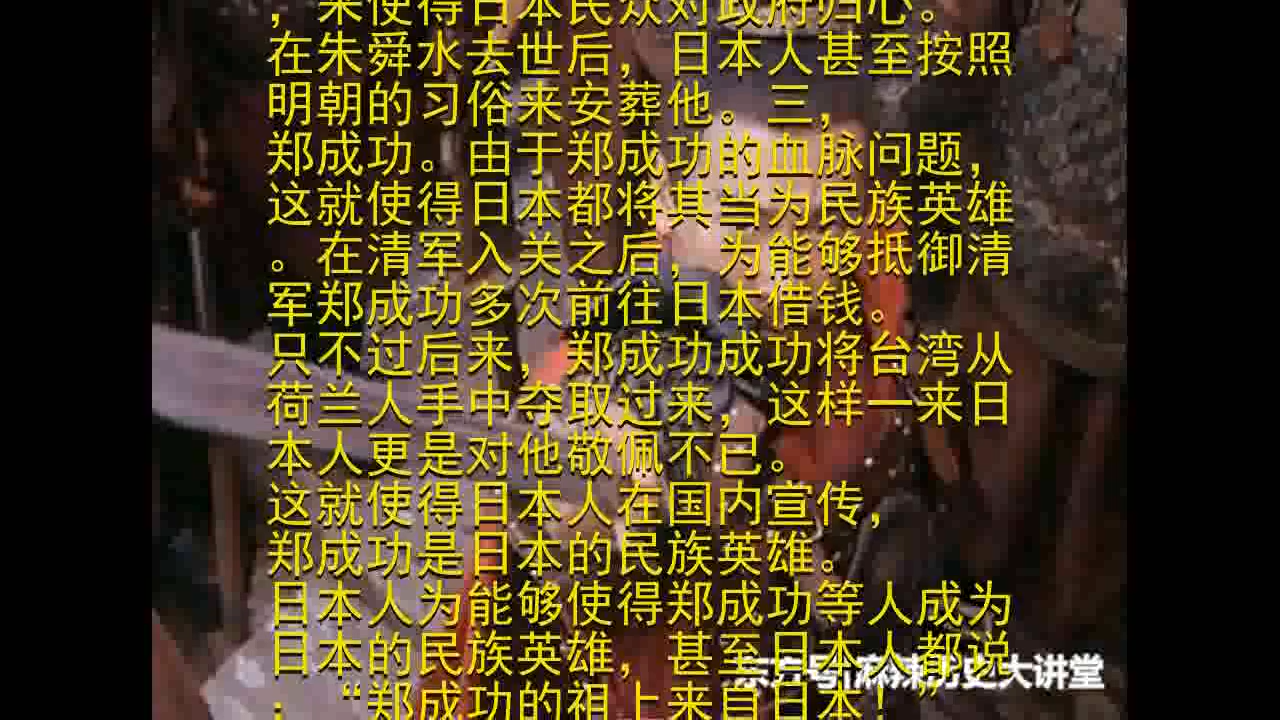 ，来使得日本民众对政府归心。
在朱舜水去世后，日本人甚至按照
明朝的习俗来安葬他。三，
郑成功。由于郑成功的血脉问题，
这就使得日本都将其当为民族英雄
。在清军入关之后，为能够抵御清
军郑成功多次前往日本借钱。
只不过后来，郑成功成功将台湾从
荷兰人手中夺取过来，这样一来日
本人更是对他敬佩不已。
这就使得日本人在国内宣传，
郑成功是日本的民族英雄。
日本人为能够使得郑成功等人成为
日本的民族英雄，甚至日本人都说
：“郑成功的祖上来自日本！”
麻辣历史大讲堂